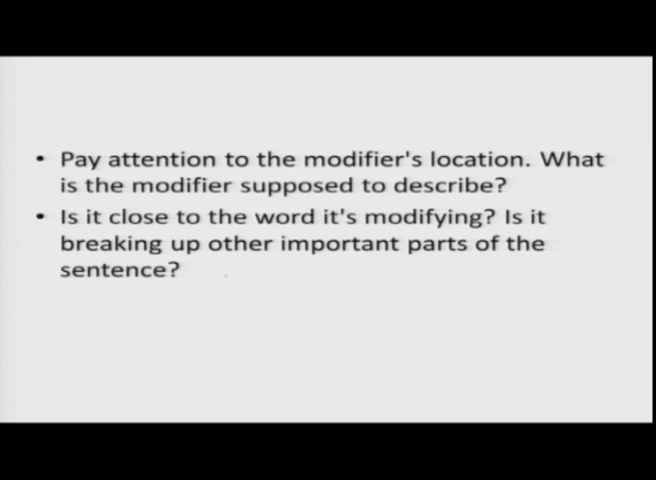 • Pay attention to the modifier's location. What
is the modifier supposed to describe?
• Is it close to the word it's modifying? Is it
breaking up other important parts of the
sentence?